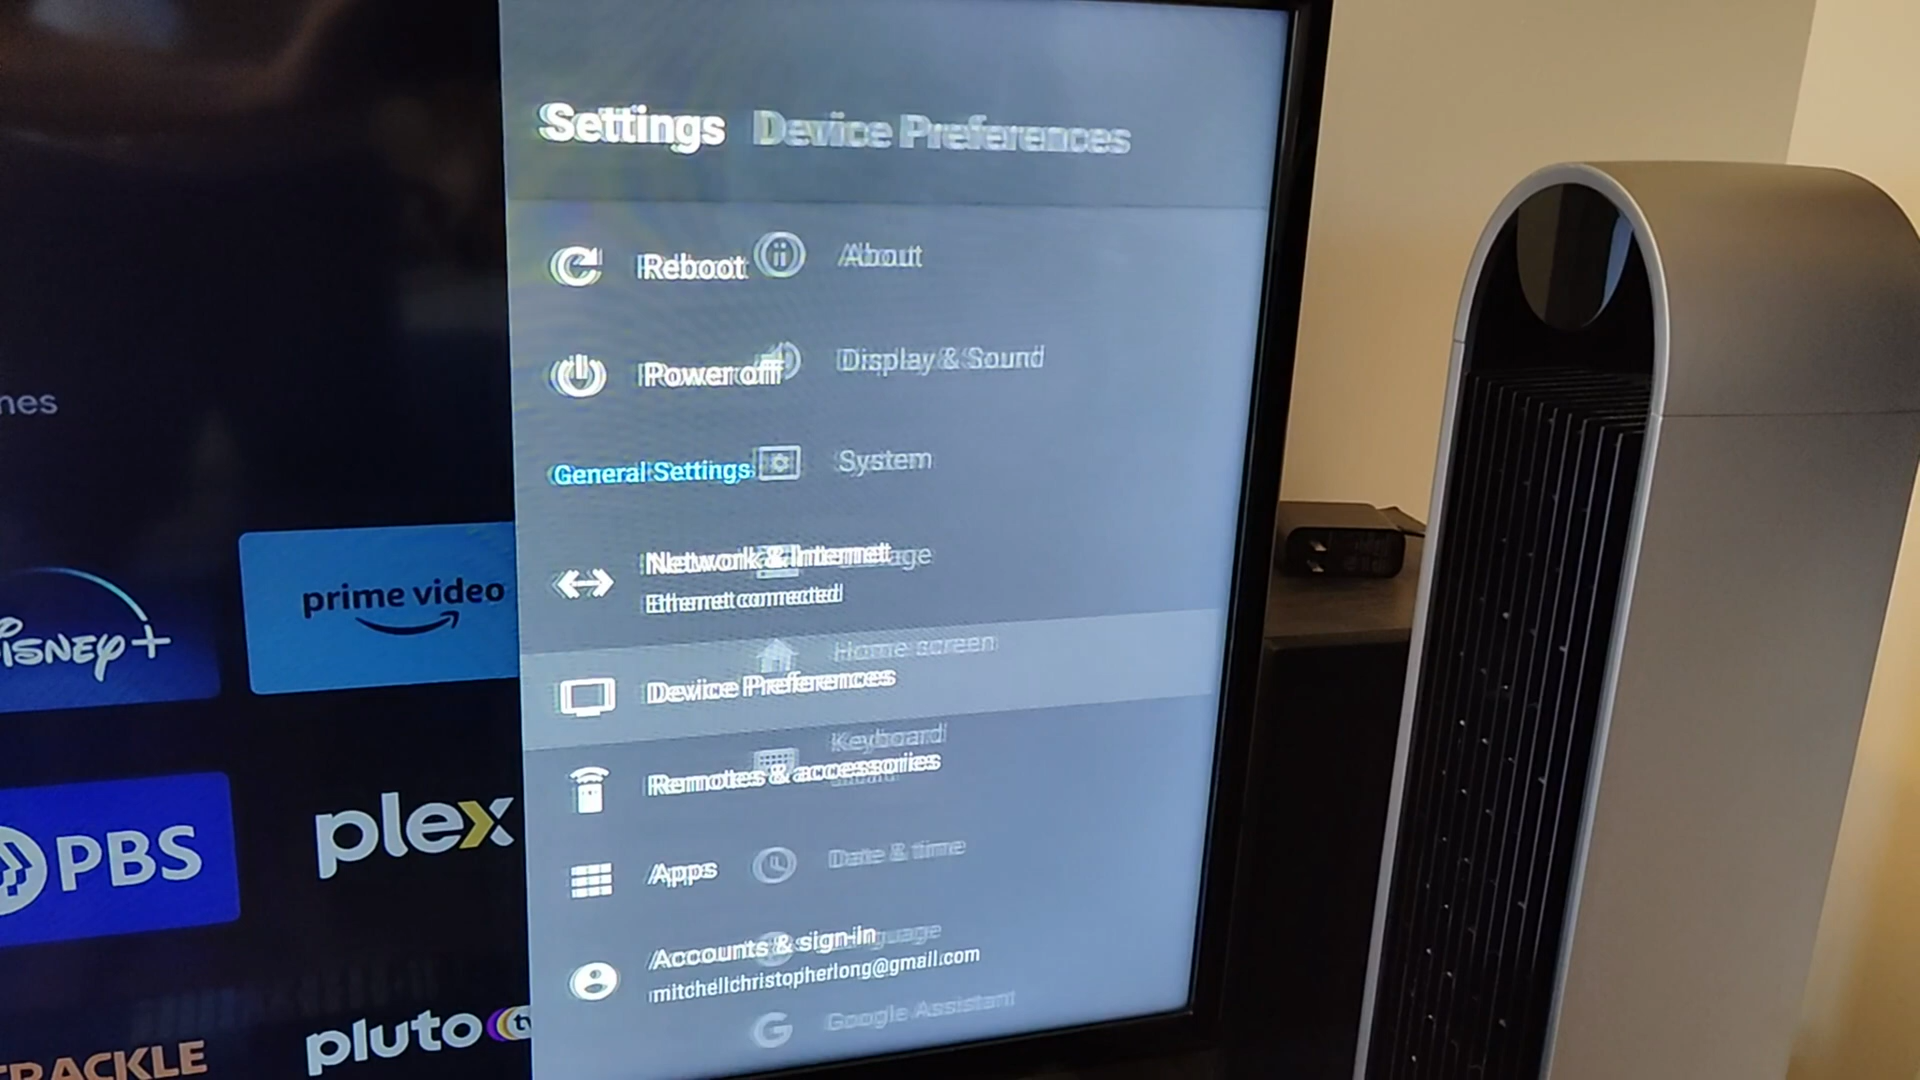 Settings
Device Preferences
Reboot
About
Power off
Display & Sound
General Settings
System
Network & Internet
Ethernet connected
Home screen
Device Preferences
Keyboard
Remotes & accessories
Apps
Date & time
Accounts & sign-in
mitchellchristopherlong@gmail.com
Google Assistant
prime video
PBS
plex
pluto tv